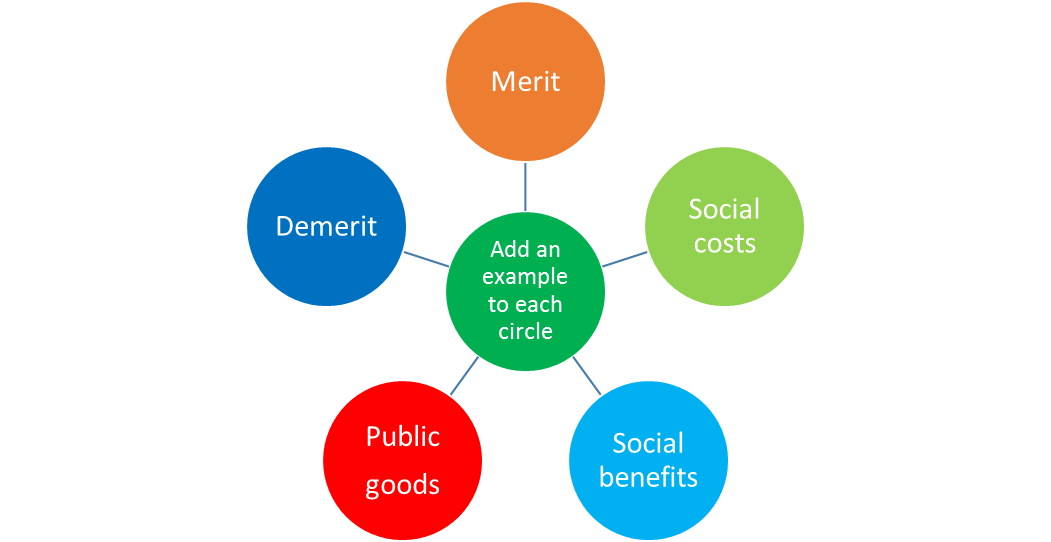 Merit
Demerit
Social
costs
Add an
example
to each
circle
Public
goods
Social
benefits